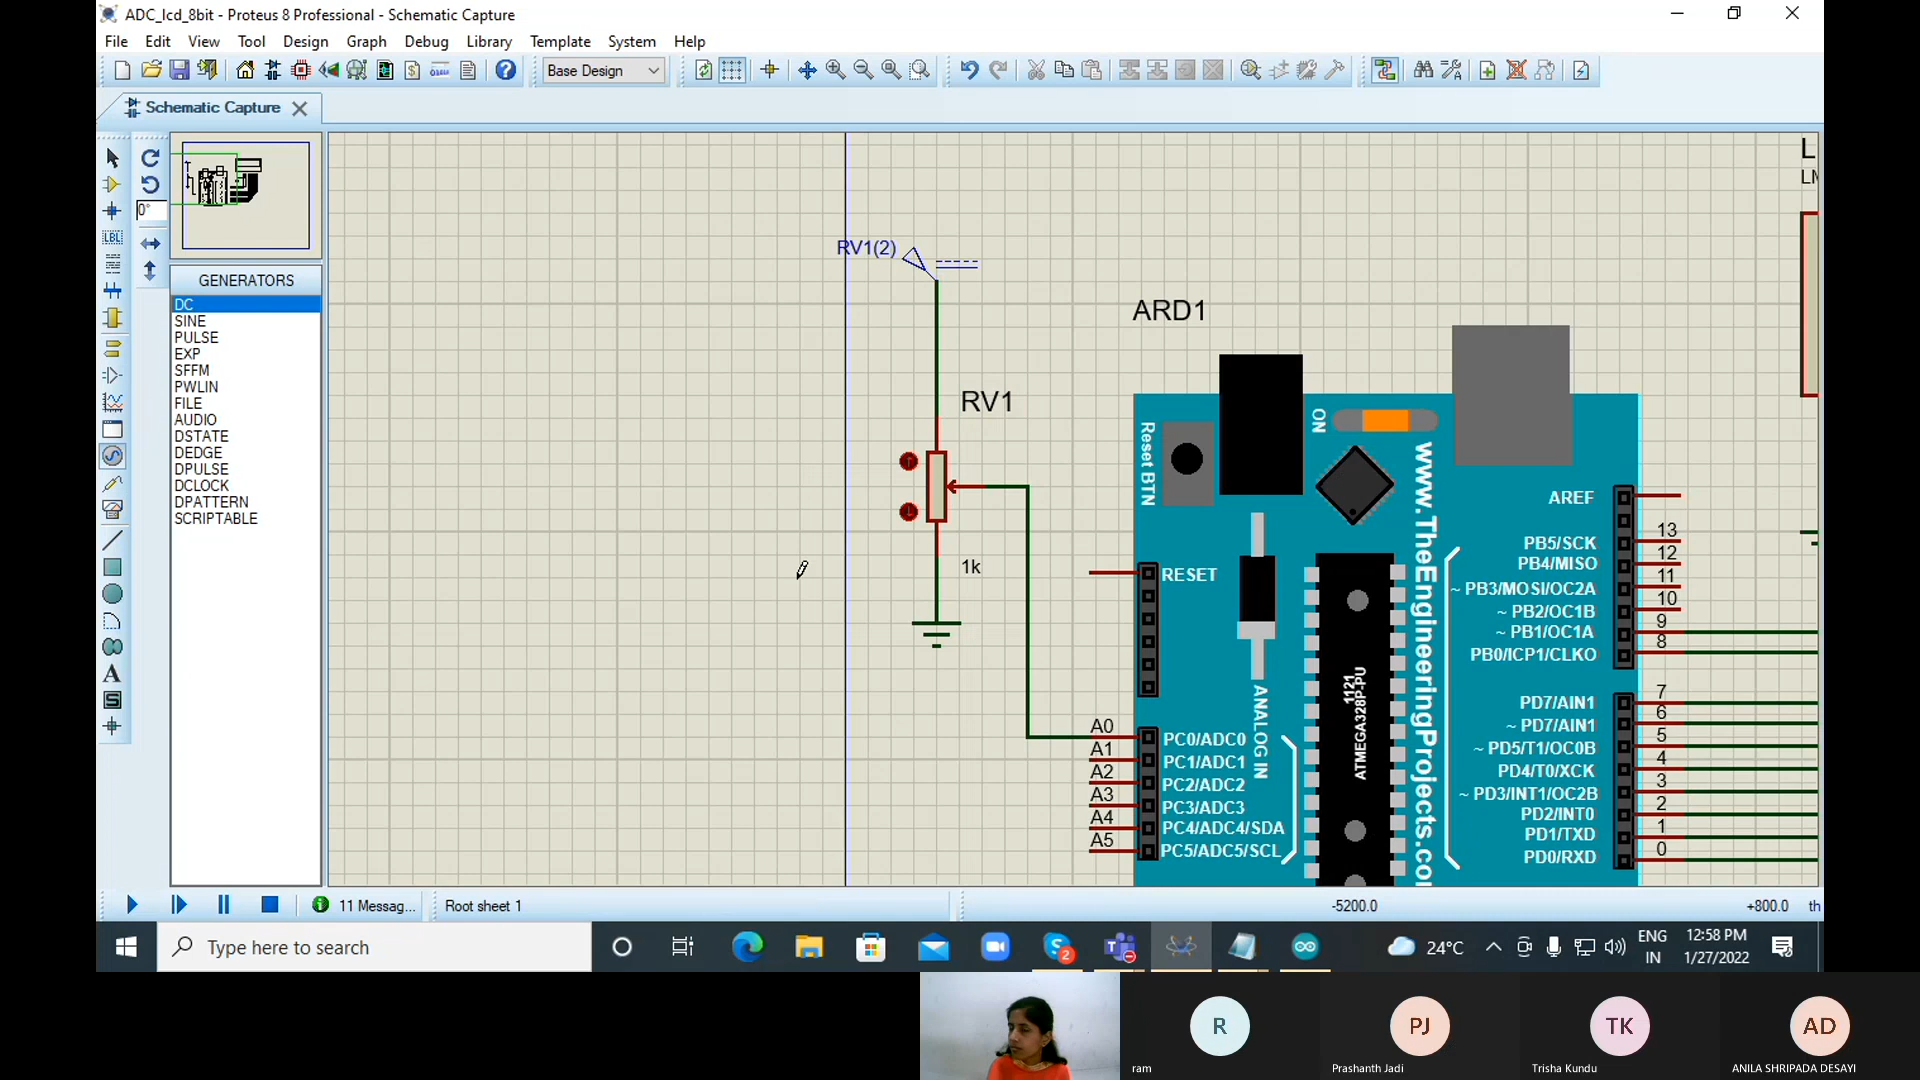 ADC_lcd_8bit - Proteus 8 Professional - Schematic Capture
File Edit View Tool Design Graph Debug Library Template System Help
Base Design
Schematic Capture
0°
LBL
GENERATORS
DC
SINE
PULSE
EXP
SFFM
PWLIN
FILE
AUDIO
DSTATE
DEDGE
DPULSE
DCLOCK
DPATTERN
SCRIPTABLE
A
S
RV1(2)
RV1
1k
ARD1
Reset BTN
ON
www.TheEngineeringProjects.co
AREF
RESET
13
PB5/SCK
12
PB4/MISO
11
~ PB3/MOSI/OC2A
10
~ PB2/OC1B
9
~ PB1/OC1A
8
PB0/ICP1/CLKO
ANALOG IN
1121
ATMEGA328P-PU
7
PD7/AIN1
6
~ PD7/AIN1
5
~ PD5/T1/OC0B
4
PD4/T0/XCK
3
~ PD3/INT1/OC2B
2
PD2/INT0
1
PD1/TXD
0
PD0/RXD
A0
PC0/ADC0
A1
PC1/ADC1
A2
PC2/ADC2
A3
PC3/ADC3
A4
PC4/ADC4/SDA
A5
PC5/ADC5/SCL
L
11 Messag...
Root sheet 1
-5200.0
+800.0
th
Type here to search
2
24°C
ENG
IN
12:58 PM
1/27/2022
R
PJ
TK
AD
ram
Prashanth Jadi
Trisha Kundu
ANILA SHRIPADA DESAYI